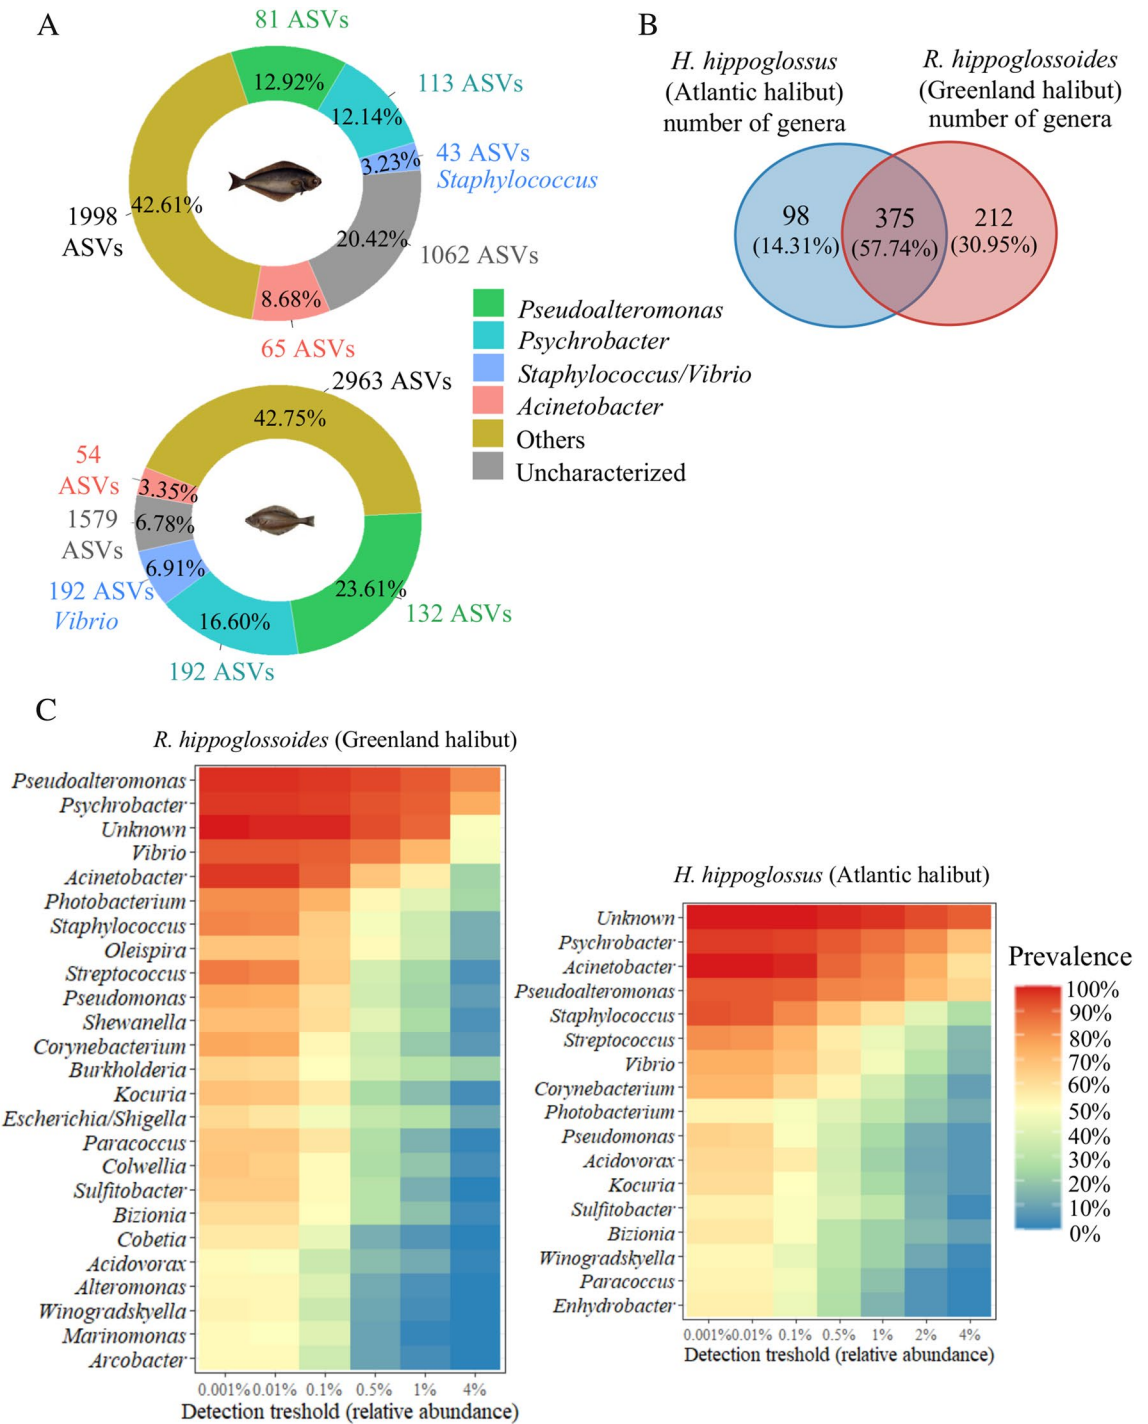 A
81 ASVs
12.92%
113 ASVs
12.14%
43 ASVs
3.23%
Staphylococcus
1998
ASVs
42.61%
20.42%
1062 ASVs
8.68%
65 ASVs
Pseudoalteromonas
Psychrobacter
Staphylococcus/Vibrio
Acinetobacter
Others
Uncharacterized
2963 ASVs
42.75%
54
ASVs
3.35%
1579
ASVs
6.78%
192 ASVs
6.91%
Vibrio
23.61%
132 ASVs
16.60%
192 ASVs
B
H. hippoglossus
(Atlantic halibut)
number of genera
R. hippoglossoides
(Greenland halibut)
number of genera
98
(14.31%)
375
(57.74%)
212
(30.95%)
C
R. hippoglossoides (Greenland halibut)
Pseudoalteromonas
Psychrobacter
Unknown
Vibrio
Acinetobacter
Photobacterium
Staphylococcus
Oleispira
Streptococcus
Pseudomonas
Shewanella
Corynebacterium
Burkholderia
Kocuria
Escherichia/Shigella
Paracoccus
Colwellia
Sulfitobacter
Bizionia
Cobetia
Acidovorax
Alteromonas
Winogradskyella
Marinomonas
Arcobacter
0.001% 0.01% 0.1% 0.5% 1% 4%
Detection treshold (relative abundance)
H. hippoglossus (Atlantic halibut)
Unknown
Psychrobacter
Acinetobacter
Pseudoalteromonas
Staphylococcus
Streptococcus
Vibrio
Corynebacterium
Photobacterium
Pseudomonas
Acidovorax
Kocuria
Sulfitobacter
Bizionia
Winogradskyella
Paracoccus
Enhydrobacter
0.001% 0.01% 0.1% 0.5% 1% 2% 4%
Detection treshold (relative abundance)
Prevalence
100%
90%
80%
70%
60%
50%
40%
30%
20%
10%
0%